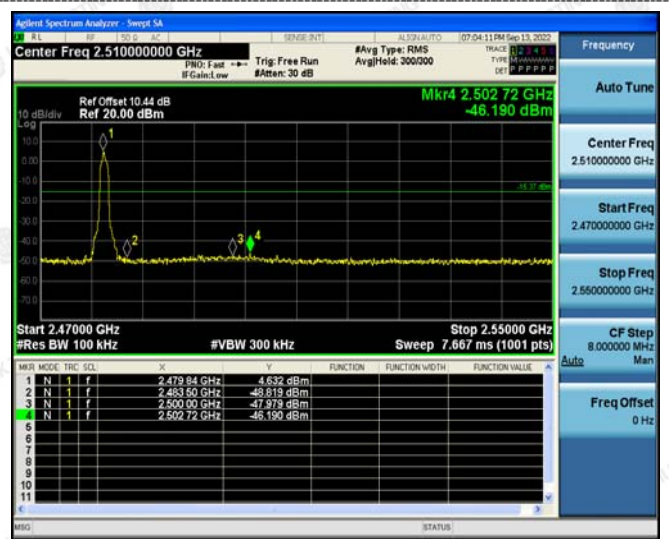 Agilent Spectrum Analyzer - Swept SA
RL RF 50 Ω AC SENSE:INT ALIGNAUTO 07:04:11 PM Sep 13, 2022
Center Freq 2.510000000 GHz
PNO: Fast
IFGain:Low
Trig: Free Run
#Atten: 30 dB
#Avg Type: RMS
Avg|Hold: 300/300
TRACE 1 2 3 4 5 6
TYPE M
DET P P P P P P
Frequency
Mkr4 2.502 72 GHz
-46.190 dBm
Ref Offset 10.44 dB
10 dB/div Ref 20.00 dBm
Log
10.0
0.00
-10.0
-20.0
-30.0
-40.0
-50.0
-60.0
-70.0
1
2
3
4
Start 2.47000 GHz
Stop 2.55000 GHz
#Res BW 100 kHz #VBW 300 kHz Sweep 7.667 ms (1001 pts)
MKR MODE TRC SCL X Y FUNCTION FUNCTION WIDTH FUNCTION VALUE
1 N 1 f 2.479 84 GHz 4.632 dBm
2 N 1 f 2.483 50 GHz -48.819 dBm
3 N 1 f 2.500 00 GHz -47.979 dBm
4 N 1 f 2.502 72 GHz -46.190 dBm
5
6
7
8
9
10
11
MSG STATUS
Auto Tune
Center Freq
2.510000000 GHz
Start Freq
2.470000000 GHz
Stop Freq
2.550000000 GHz
CF Step
8.000000 MHz
Auto Man
Freq Offset
0 Hz